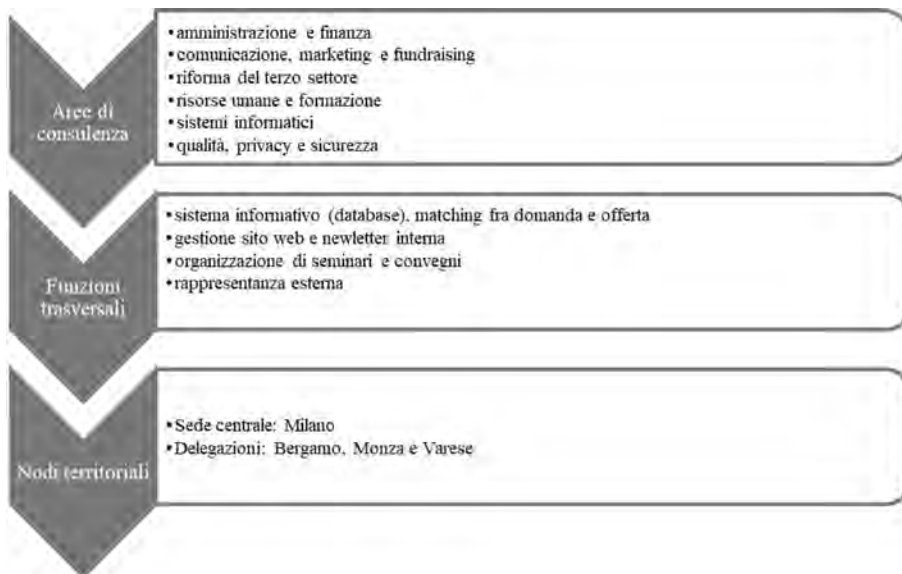 Aree di
consulenza
•amministrazione e finanza
•comunicazione, marketing e fundraising
•riforma del terzo settore
•risorse umane e formazione
•sistemi informatici
•qualità, privacy e sicurezza
Funzioni
trasversali
•sistema informativo (database), matching fra domanda e offerta
•gestione sito web e newletter interna
•organizzazione di seminari e convegni
•rappresentanza esterna
Nodi territoriali
•Sede centrale: Milano
•Delegazioni: Bergamo, Monza e Varese